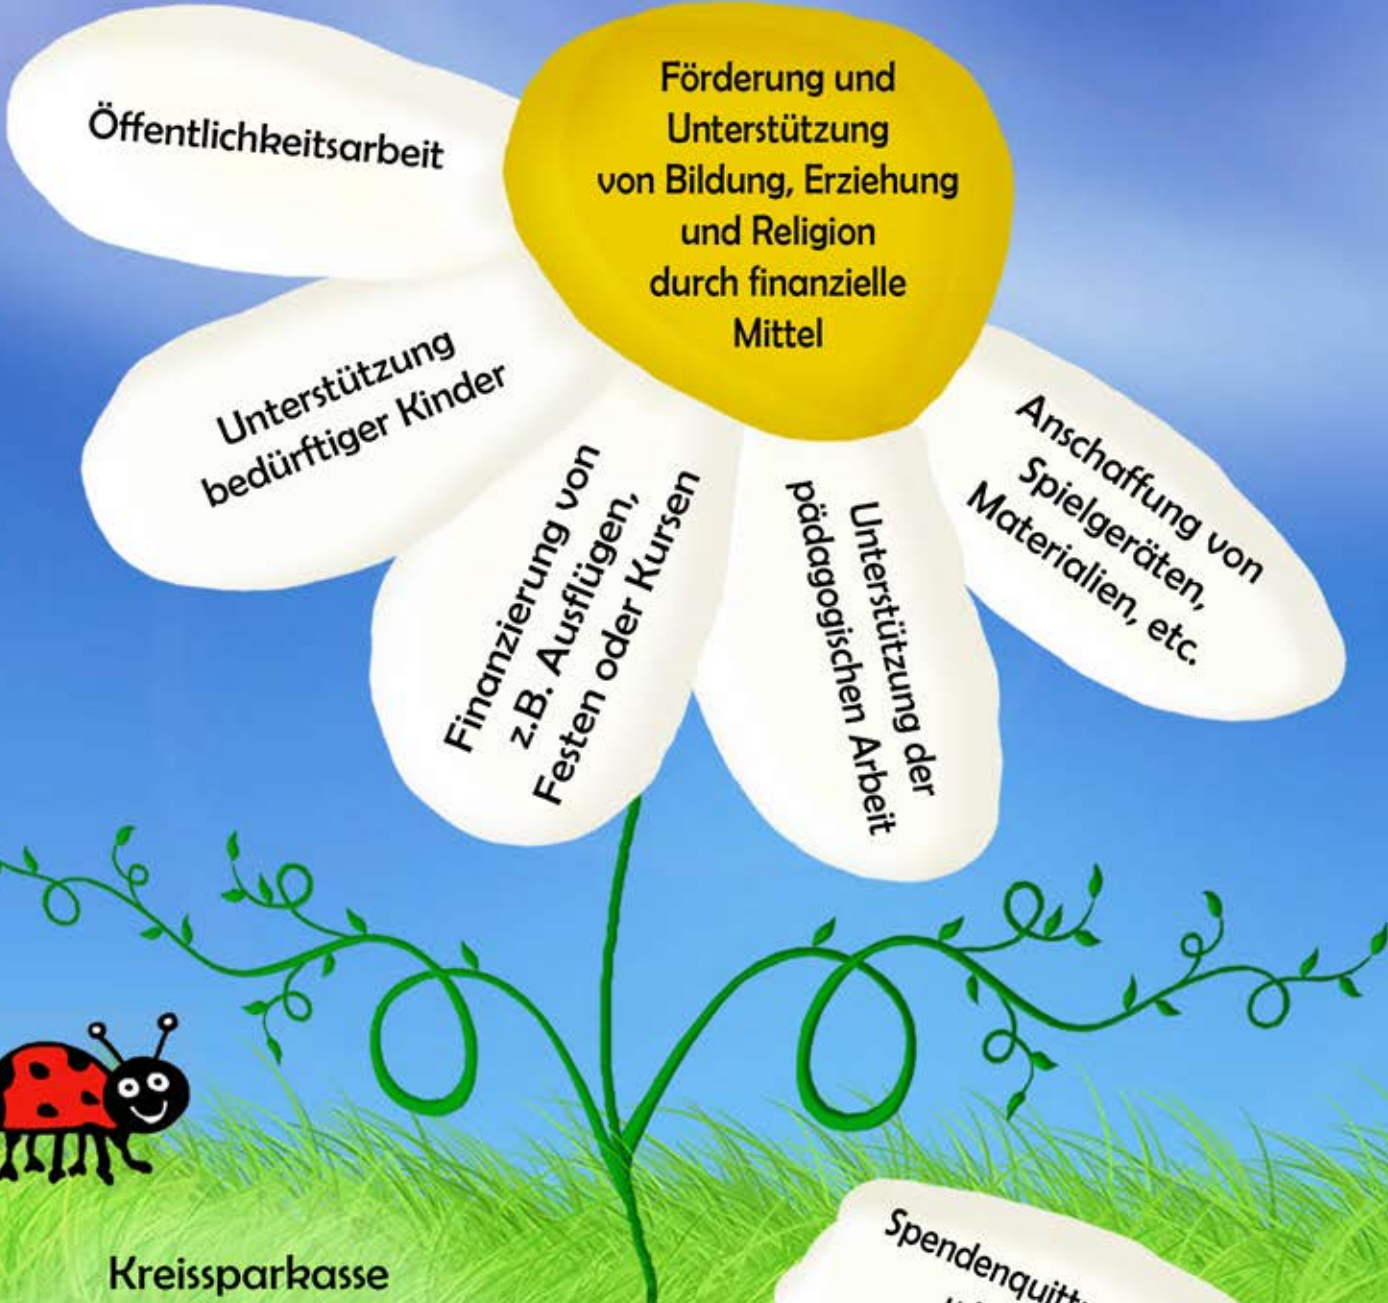 Förderung und
Unterstützung
von Bildung, Erziehung
und Religion
durch finanzielle
Mittel
Öffentlichkeitsarbeit
Unterstützung
bedürftiger Kinder
Finanzierung von
z.B. Ausflügen,
Festen oder Kursen
Unterstützung der
pädagogischen Arbeit
Anschaffung von
Spielgeräten,
Materialien, etc.
Kreissparkasse